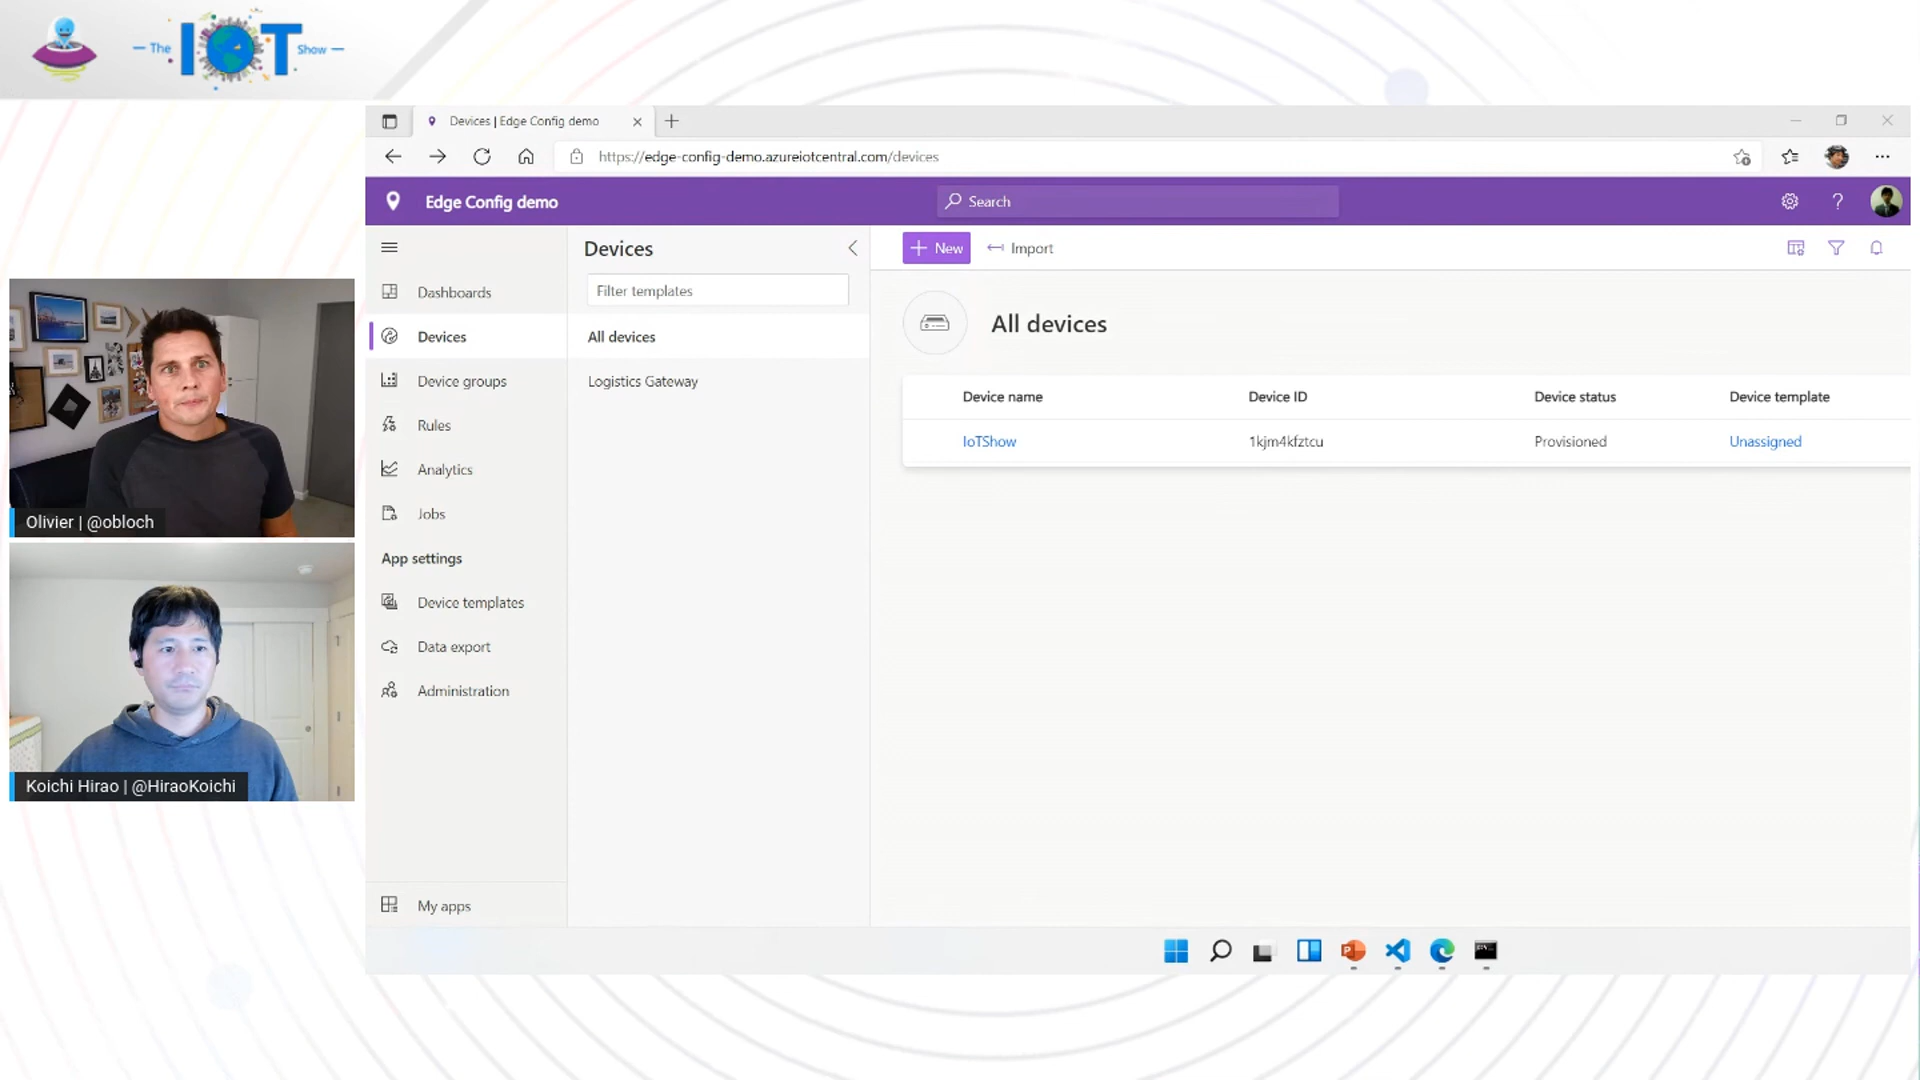 The IOT Show
Devices | Edge Config demo
https://edge-config-demo.azureiotcentral.com/devices
Edge Config demo
Search
?
Devices
New
Import
Filter templates
Dashboards
Devices
Device groups
Rules
Analytics
Jobs
App settings
Device templates
Data export
Administration
My apps
All devices
Logistics Gateway
All devices
Device name Device ID Device status Device template
IoTShow 1kjm4kfztcu Provisioned Unassigned
Olivier | @obloch
Koichi Hirao | @HiraoKoichi